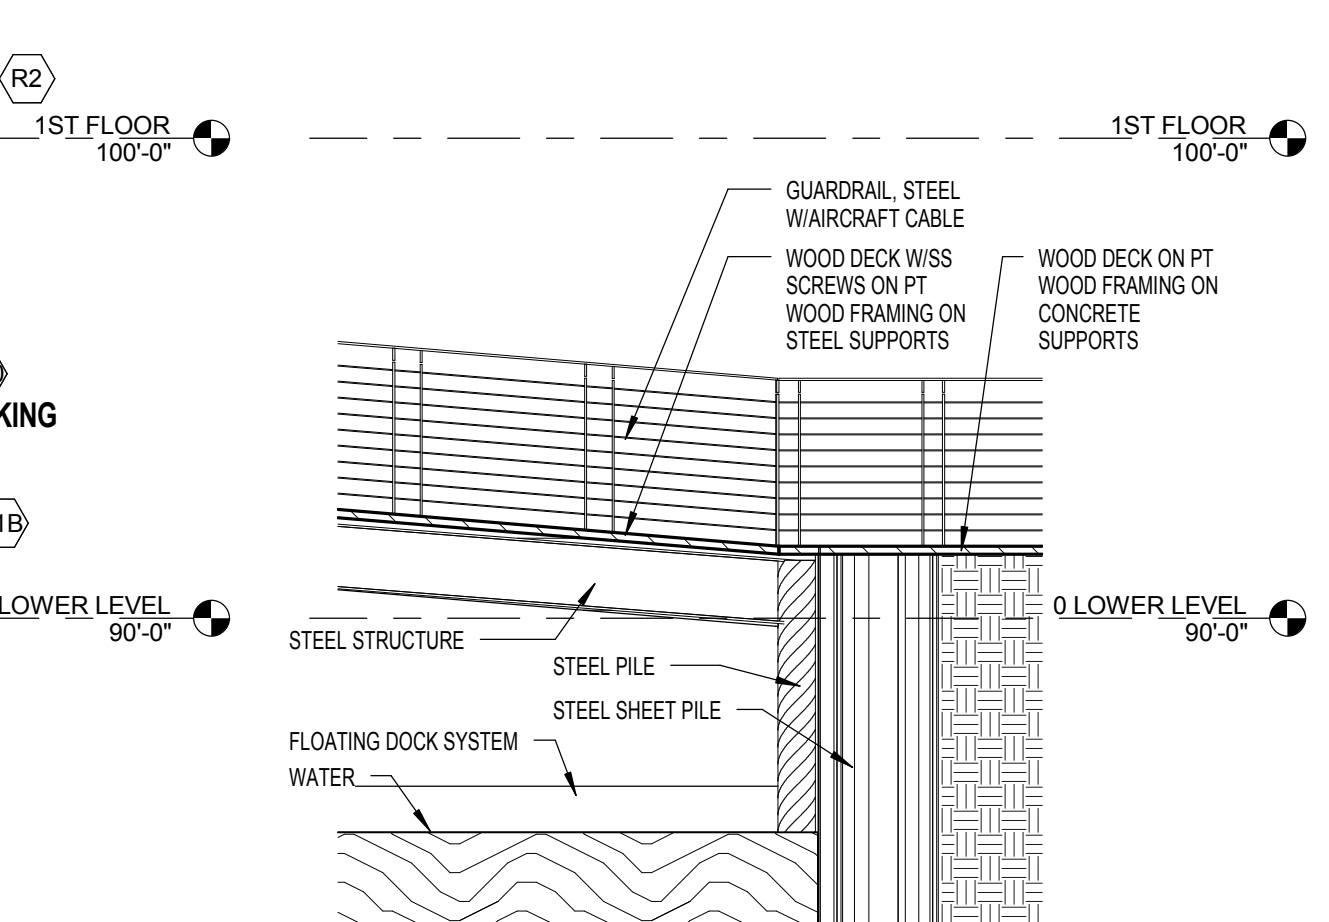 R2
1ST FLOOR
100'-0"
1ST FLOOR
100'-0"
GUARDRAIL, STEEL
W/AIRCRAFT CABLE
WOOD DECK W/SS
SCREWS ON PT
WOOD FRAMING ON
STEEL SUPPORTS
WOOD DECK ON PT
WOOD FRAMING ON
CONCRETE
SUPPORTS
KING
1B
LOWER LEVEL
90'-0"
0 LOWER LEVEL
90'-0"
STEEL STRUCTURE
STEEL PILE
STEEL SHEET PILE
FLOATING DOCK SYSTEM
WATER